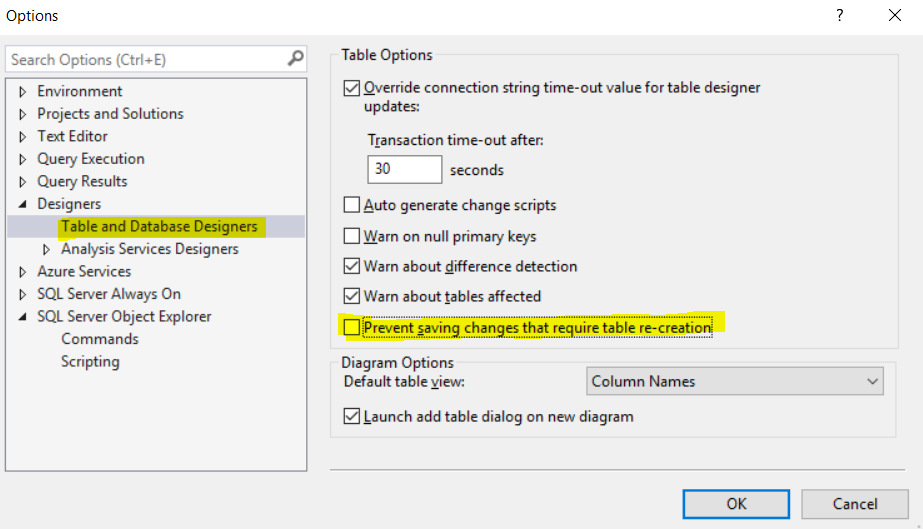 Options
?
Search Options (Ctrl+E)
Environment
Projects and Solutions
Text Editor
Query Execution
Query Results
Designers
Table and Database Designers
Analysis Services Designers
Azure Services
SQL Server Always On
SQL Server Object Explorer
Commands
Scripting
Table Options
Override connection string time-out value for table designer
updates:
Transaction time-out after:
30 seconds
Auto generate change scripts
Warn on null primary keys
Warn about difference detection
Warn about tables affected
Prevent saving changes that require table re-creation
Diagram Options
Default table view: Column Names
Launch add table dialog on new diagram
OK Cancel